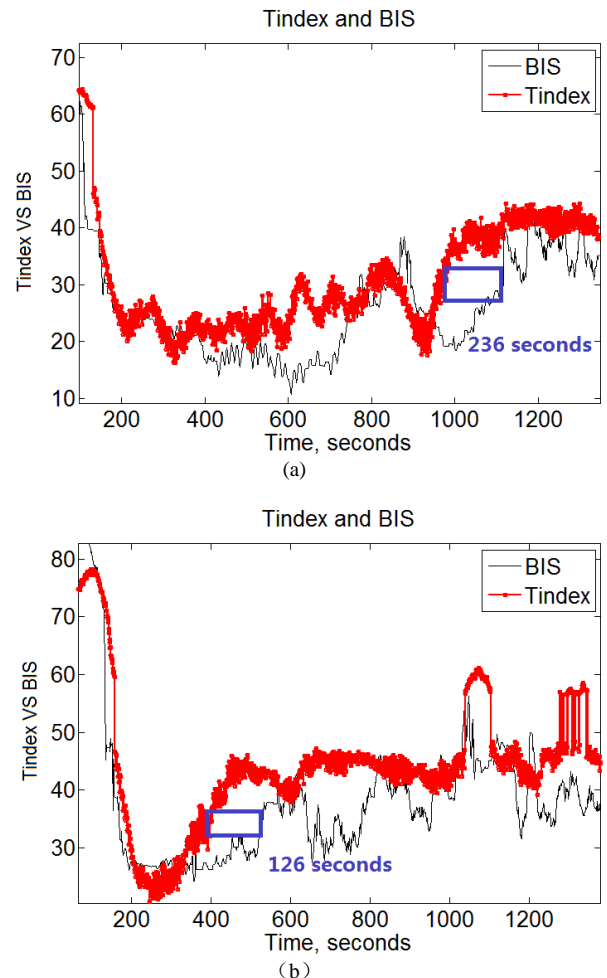 Tindex and BIS
70
60
50
40
30
20
10
Tindex VS BIS
BIS
Tindex
236 seconds
200 400 600 800 1000 1200
Time, seconds
(a)
Tindex and BIS
80
70
60
50
40
30
Tindex VS BIS
BIS
Tindex
126 seconds
200 400 600 800 1000 1200
Time, seconds
（b）